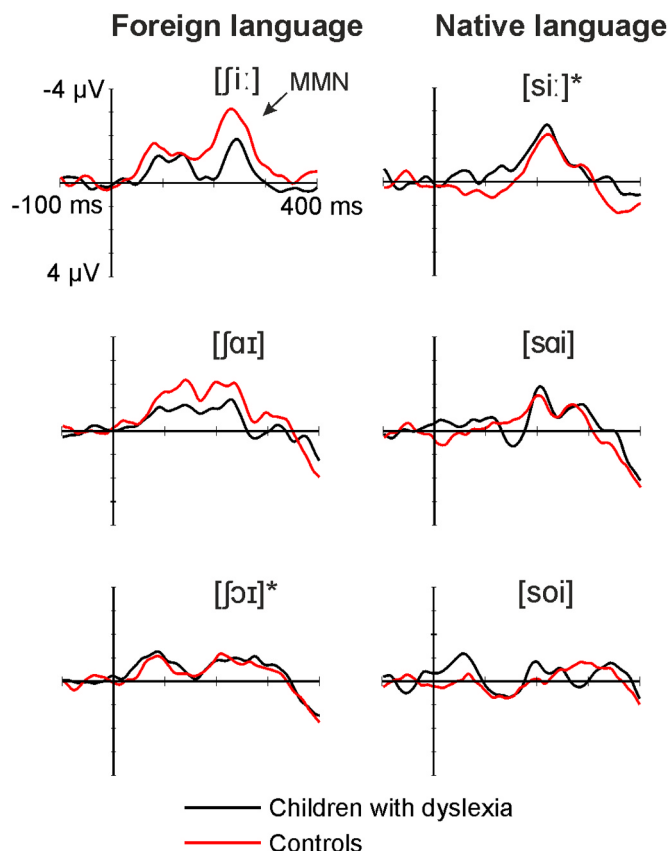 Foreign language
Native language
-4 µV
[ʃiː]
MMN
[siː]*
-100 ms
400 ms
4 µV
[ʃɑɪ]
[sɑi]
[ʃɔɪ]*
[soi]
Children with dyslexia
Controls